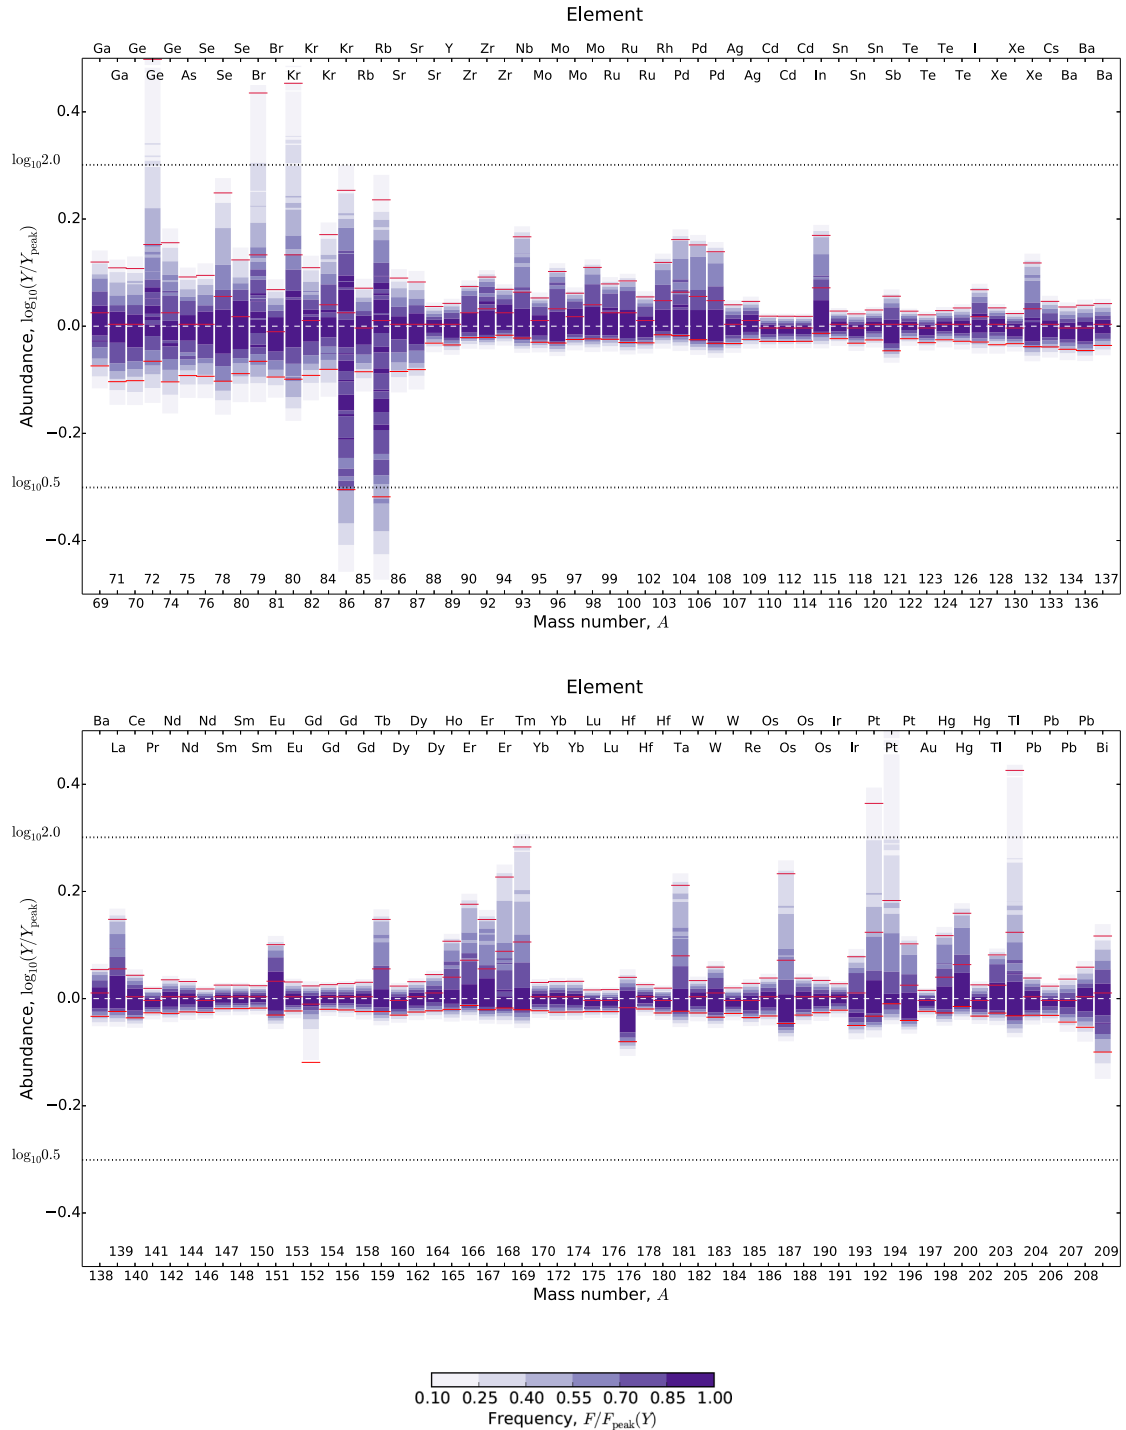 Element
Ga Ge Ge Se Se Br Kr Kr Rb Sr Y Zr Nb Mo Mo Ru Rh Pd Ag Cd Cd Sn Sn Te Te I Xe Cs Ba
Ga Ge As Se Br Kr Kr Rb Sr Sr Zr Zr Mo Mo Ru Ru Pd Pd Ag Cd In Sn Sb Te Te Xe Xe Ba Ba
0.4
log₁₀2.0
0.2
0.0
−0.2
log₁₀0.5
−0.4
Abundance, log₁₀(Y/Y_peak)
71 72 75 78 79 80 84 85 86 88 90 94 95 97 99 102 104 108 109 112 115 118 121 123 126 128 132 134 137
69 70 74 76 80 81 82 86 87 87 89 92 93 96 98 100 103 106 107 110 114 116 120 122 124 127 130 133 136
Mass number, A
Element
Ba Ce Nd Nd Sm Eu Gd Gd Tb Dy Ho Er Tm Yb Lu Hf Hf W W Os Os Ir Pt Pt Hg Hg Tl Pb Pb
La Pr Nd Sm Sm Eu Gd Gd Dy Dy Er Er Yb Yb Lu Hf Ta W Re Os Os Ir Pt Au Hg Tl Pb Pb Bi
0.4
log₁₀2.0
0.2
0.0
−0.2
log₁₀0.5
−0.4
Abundance, log₁₀(Y/Y_peak)
139 141 144 147 150 153 154 158 160 164 166 168 170 174 176 178 181 183 185 187 190 193 194 197 200 203 204 207 209
138 140 142 146 148 151 152 156 159 162 165 167 169 172 175 176 180 182 184 186 188 191 192 196 198 202 205 206 208
Mass number, A
0.10 0.25 0.40 0.55 0.70 0.85 1.00
Frequency, F/F_peak(Y)